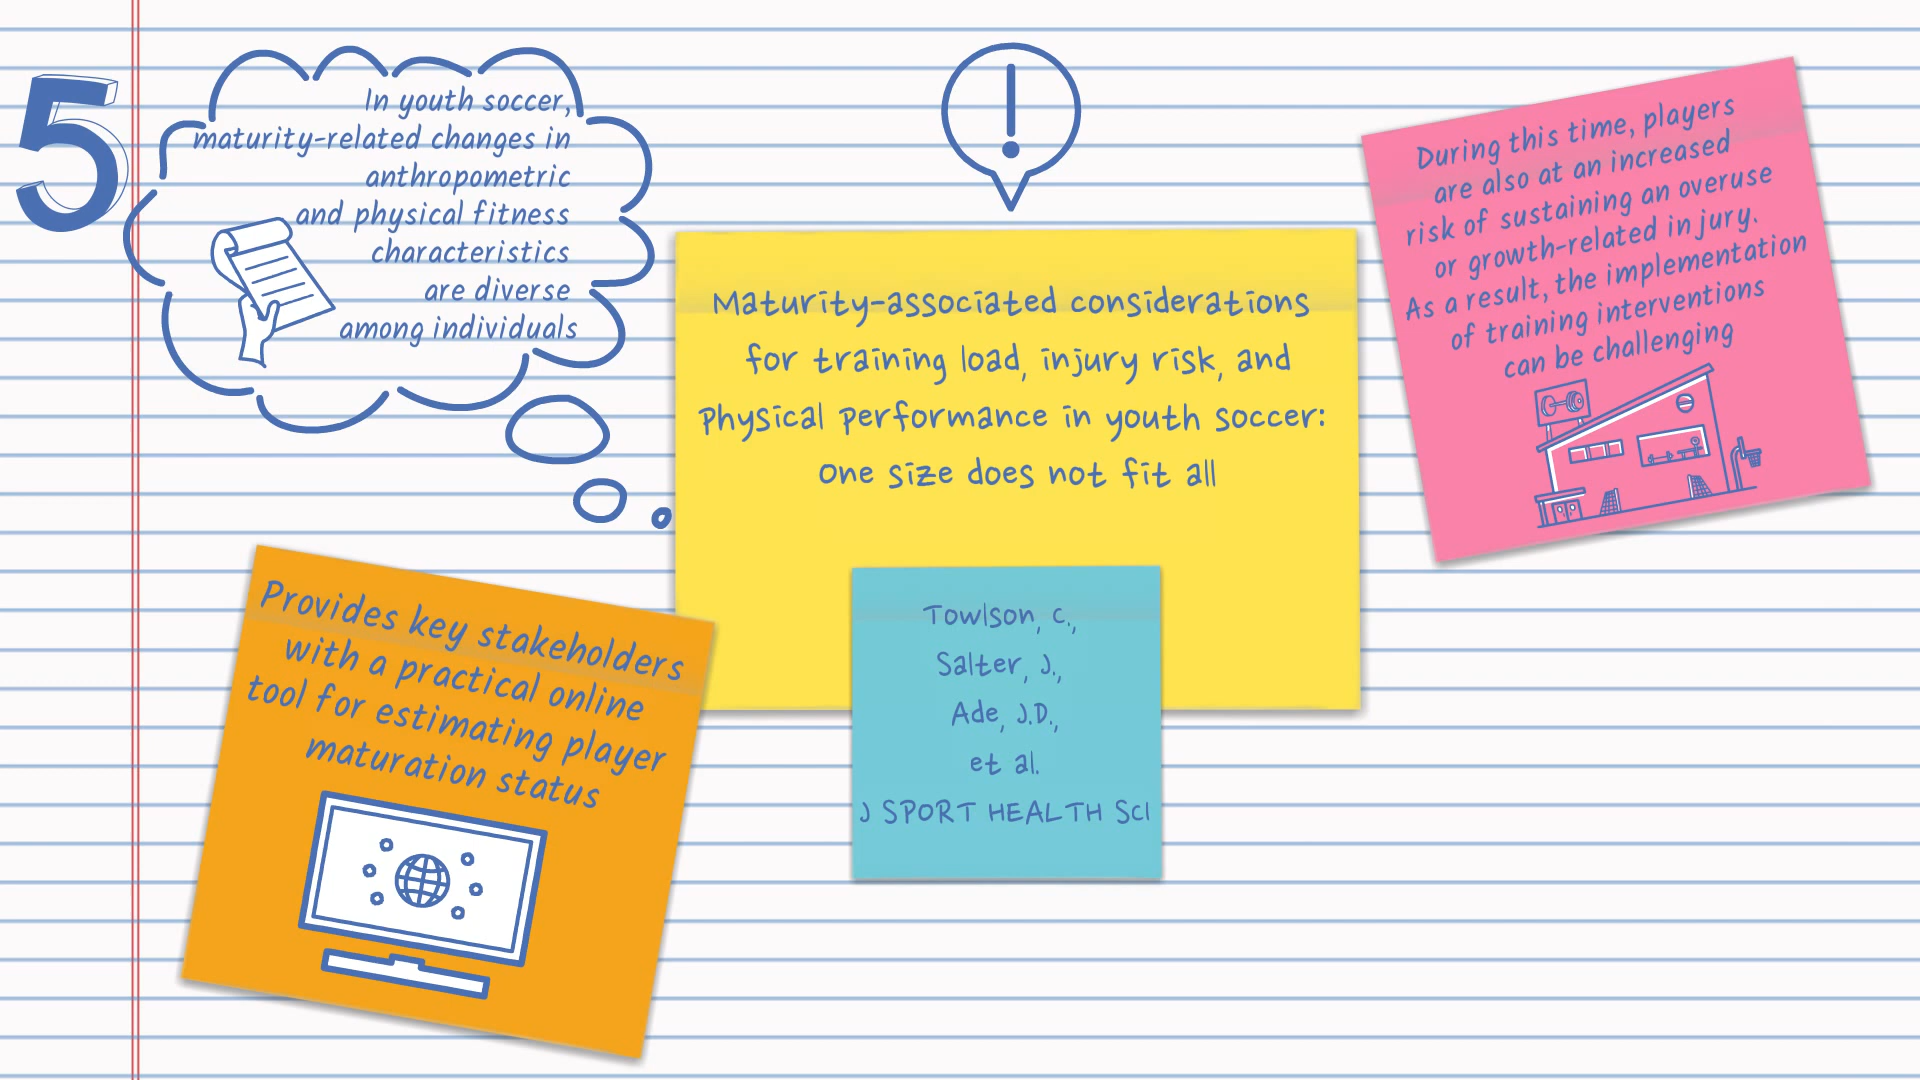 5
In youth soccer,
maturity-related changes in
anthropometric
and physical fitness
characteristics
are diverse
among individuals
!
Maturity-associated considerations
for training load, injury risk, and
physical performance in youth soccer:
One size does not fit all
Towlson, C.,
Salter, J.,
Ade, J.D.,
et al.
J SPORT HEALTH SCI
During this time, players
are also at an increased
risk of sustaining an overuse
or growth-related injury.
As a result, the implementation
of training interventions
can be challenging
Provides key stakeholders
with a practical online
tool for estimating player
maturation status